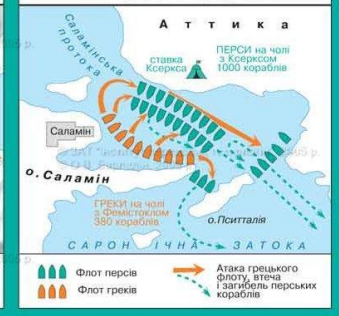 Аттика
Саламінська
протока
ставка
Ксеркса
ПЕРСИ на чолі
з Ксерксом
1000 кораблів
Саламін
о. Саламін
ГРЕКИ на чолі
з Фемістоклом
380 кораблів
о.Пситталія
САРОНІЧНА ЗАТОКА
Флот персів
Флот греків
Атака грецького
флоту, втеча
і загибель перських
кораблів